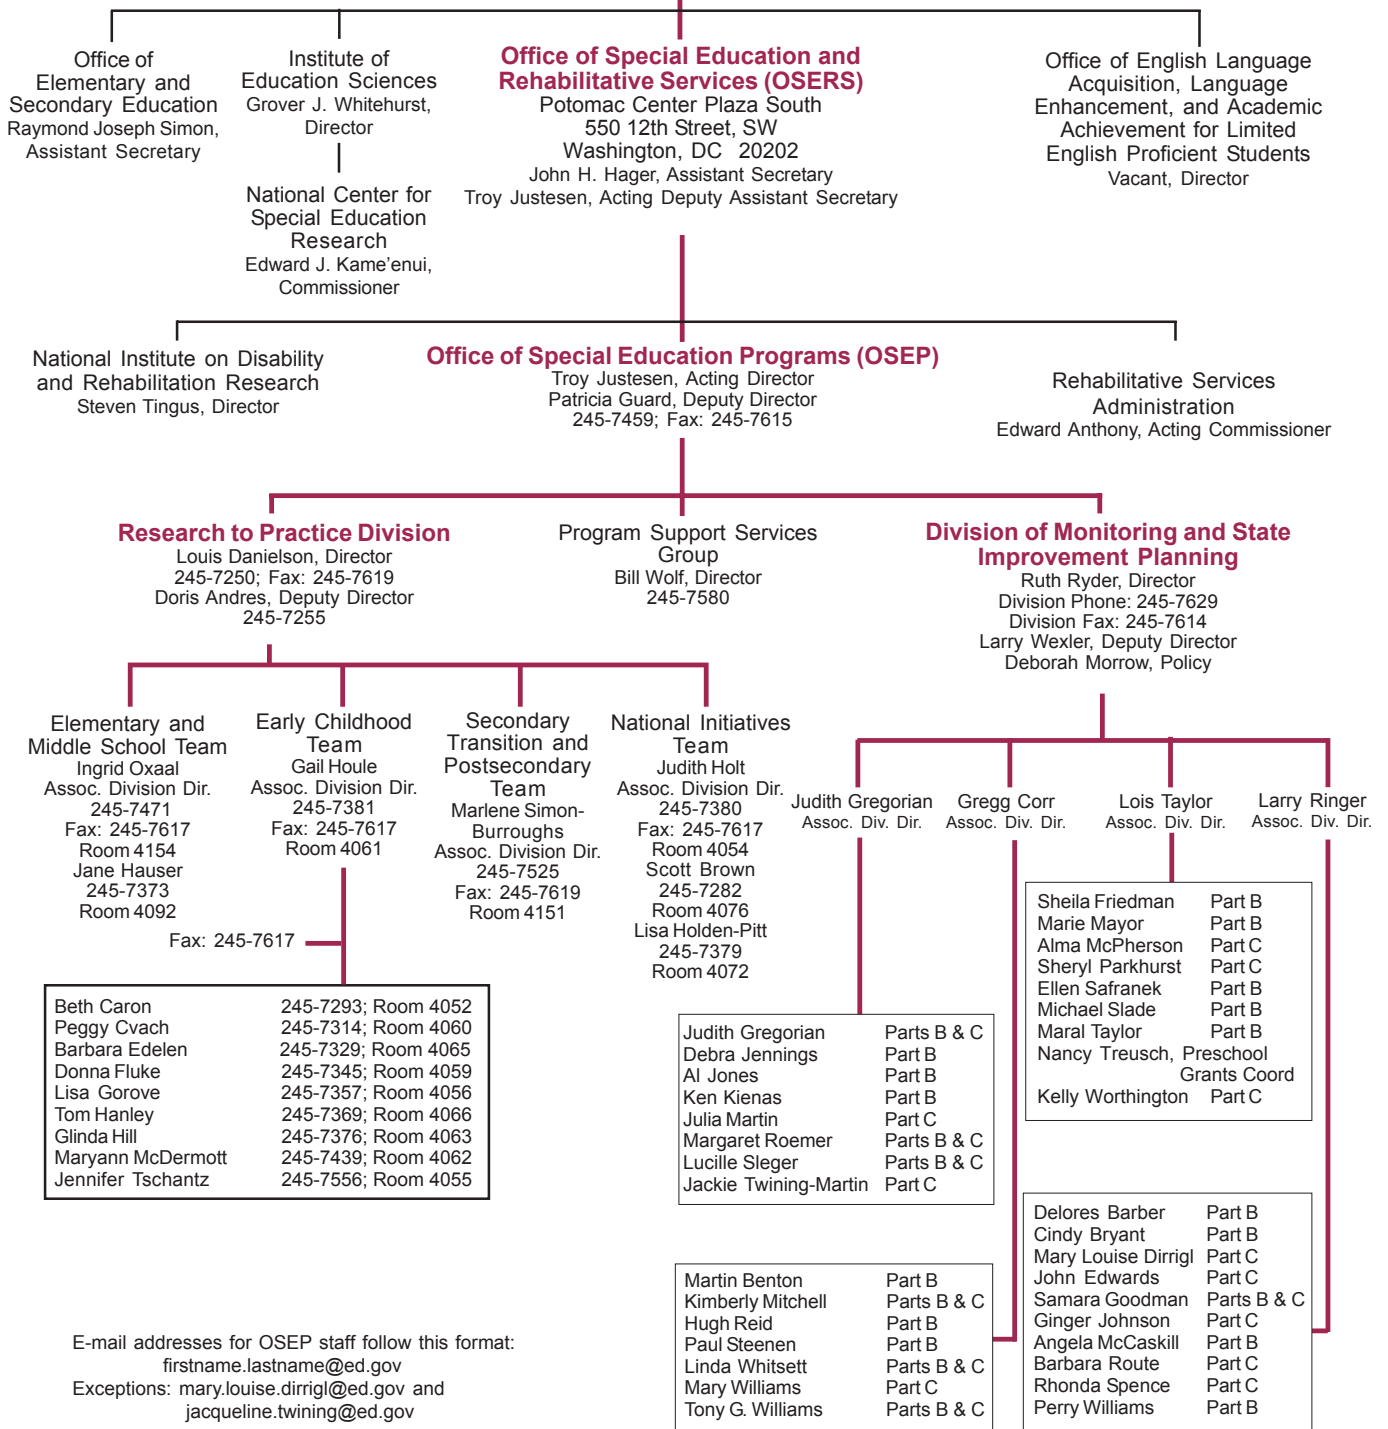 Office of
Elementary and
Secondary Education
Raymond Joseph Simon,
Assistant Secretary
Institute of
Education Sciences
Grover J. Whitehurst,
Director
National Center for
Special Education
Research
Edward J. Kame'enui,
Commissioner
Office of Special Education and
Rehabilitative Services (OSERS)
Potomac Center Plaza South
550 12th Street, SW
Washington, DC 20202
John H. Hager, Assistant Secretary
Troy Justesen, Acting Deputy Assistant Secretary
Office of English Language
Acquisition, Language
Enhancement, and Academic
Achievement for Limited
English Proficient Students
Vacant, Director
National Institute on Disability
and Rehabilitation Research
Steven Tingus, Director
Office of Special Education Programs (OSEP)
Troy Justesen, Acting Director
Patricia Guard, Deputy Director
245-7459; Fax: 245-7615
Rehabilitative Services
Administration
Edward Anthony, Acting Commissioner
Research to Practice Division
Louis Danielson, Director
245-7250; Fax: 245-7619
Doris Andres, Deputy Director
245-7255
Program Support Services
Group
Bill Wolf, Director
245-7580
Division of Monitoring and State
Improvement Planning
Ruth Ryder, Director
Division Phone: 245-7629
Division Fax: 245-7614
Larry Wexler, Deputy Director
Deborah Morrow, Policy
Elementary and
Middle School Team
Ingrid Oxaal
Assoc. Division Dir.
245-7471
Fax: 245-7617
Room 4154
Jane Hauser
245-7373
Room 4092
Early Childhood
Team
Gail Houle
Assoc. Division Dir.
245-7381
Fax: 245-7617
Room 4061
Secondary
Transition and
Postsecondary
Team
Marlene Simon-
Burroughs
Assoc. Division Dir.
245-7525
Fax: 245-7619
Room 4151
National Initiatives
Team
Judith Holt
Assoc. Division Dir.
245-7380
Fax: 245-7617
Room 4054
Scott Brown
245-7282
Room 4076
Lisa Holden-Pitt
245-7379
Room 4072
Fax: 245-7617
Beth Caron 245-7293; Room 4052
Peggy Cvach 245-7314; Room 4060
Barbara Edelen 245-7329; Room 4065
Donna Fluke 245-7345; Room 4059
Lisa Gorove 245-7357; Room 4056
Tom Hanley 245-7369; Room 4066
Glinda Hill 245-7376; Room 4063
Maryann McDermott 245-7439; Room 4062
Jennifer Tschantz 245-7556; Room 4055
Judith Gregorian
Assoc. Div. Dir.
Gregg Corr
Assoc. Div. Dir.
Lois Taylor
Assoc. Div. Dir.
Larry Ringer
Assoc. Div. Dir.
Judith Gregorian Parts B & C
Debra Jennings Part B
Al Jones Part B
Ken Kienas Part B
Julia Martin Part C
Margaret Roemer Parts B & C
Lucille Sleger Parts B & C
Jackie Twining-Martin Part C
Sheila Friedman Part B
Marie Mayor Part B
Alma McPherson Part C
Sheryl Parkhurst Part C
Ellen Safranek Part B
Michael Slade Part B
Maral Taylor Part B
Nancy Treusch, Preschool
Grants Coord
Kelly Worthington Part C
Martin Benton Part B
Kimberly Mitchell Parts B & C
Hugh Reid Part B
Paul Steenen Part B
Linda Whitsett Parts B & C
Mary Williams Part C
Tony G. Williams Parts B & C
Delores Barber Part B
Cindy Bryant Part B
Mary Louise Dirrigl Part C
John Edwards Part C
Samara Goodman Parts B & C
Ginger Johnson Part C
Angela McCaskill Part B
Barbara Route Part C
Rhonda Spence Part C
Perry Williams Part B
E-mail addresses for OSEP staff follow this format:
firstname.lastname@ed.gov
Exceptions: mary.louise.dirrigl@ed.gov and
jacqueline.twining@ed.gov